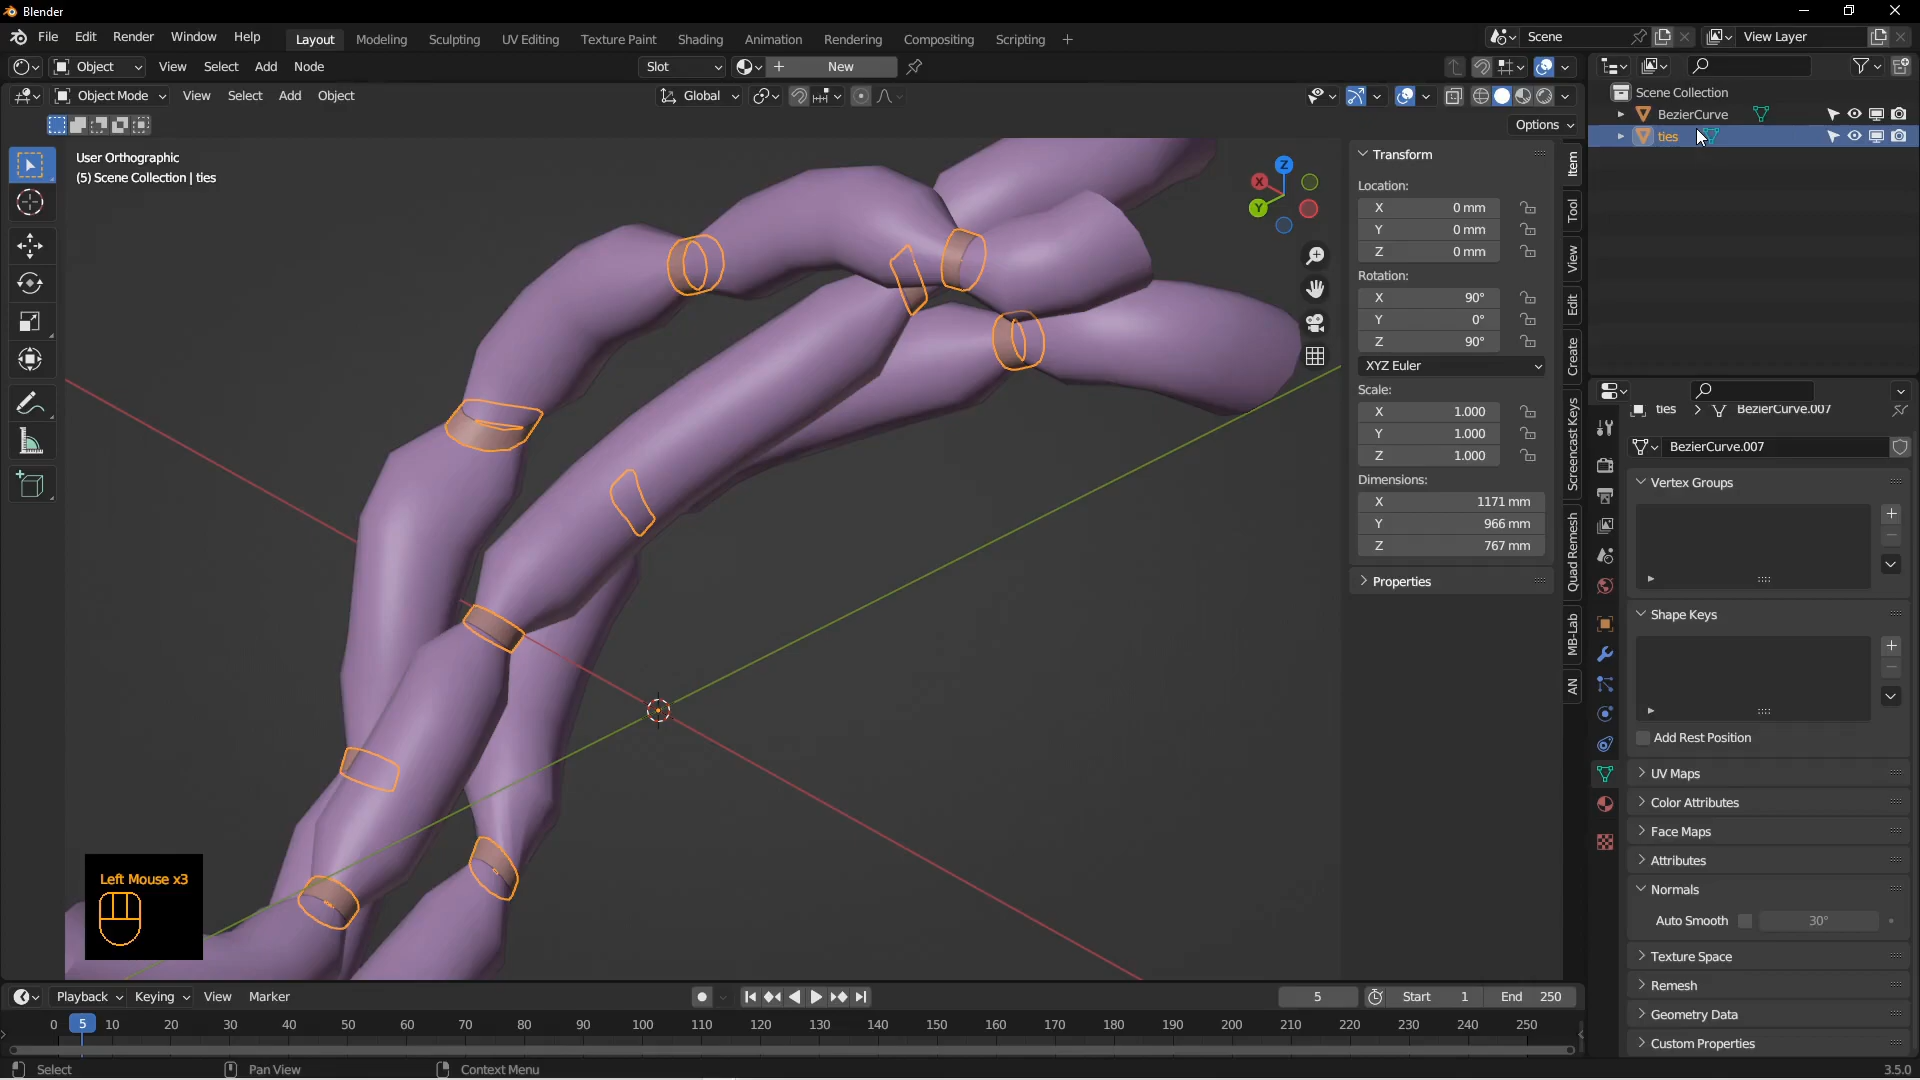 Blender
File Edit Render Window Help Layout Modeling Sculpting UV Editing Texture Paint Shading Animation Rendering Compositing Scripting + Scene View Layer
Object View Select Add Node Slot New
Object Mode View Select Add Object Global
Options
User Orthographic
(5) Scene Collection | ties
Left Mouse x3
Z
X
Y
Transform
Location:
X 0 mm
Y 0 mm
Z 0 mm
Rotation:
X 90°
Y 0°
Z 90°
XYZ Euler
Scale:
X 1.000
Y 1.000
Z 1.000
Dimensions:
X 1171 mm
Y 966 mm
Z 767 mm
Properties
Item
Tool
View
Edit
Create
Screencast Keys
Quad Remesh
MB-Lab
AN
Scene Collection
BezierCurve
ties
ties > BezierCurve.007
BezierCurve.007
Vertex Groups
Shape Keys
Add Rest Position
UV Maps
Color Attributes
Face Maps
Attributes
Normals
Auto Smooth 30°
Texture Space
Remesh
Geometry Data
Custom Properties
Playback Keying View Marker 5 Start 1 End 250
0 5 10 20 30 40 50 60 70 80 90 100 110 120 130 140 150 160 170 180 190 200 210 220 230 240 250
Select Pan View Context Menu 3.5.0